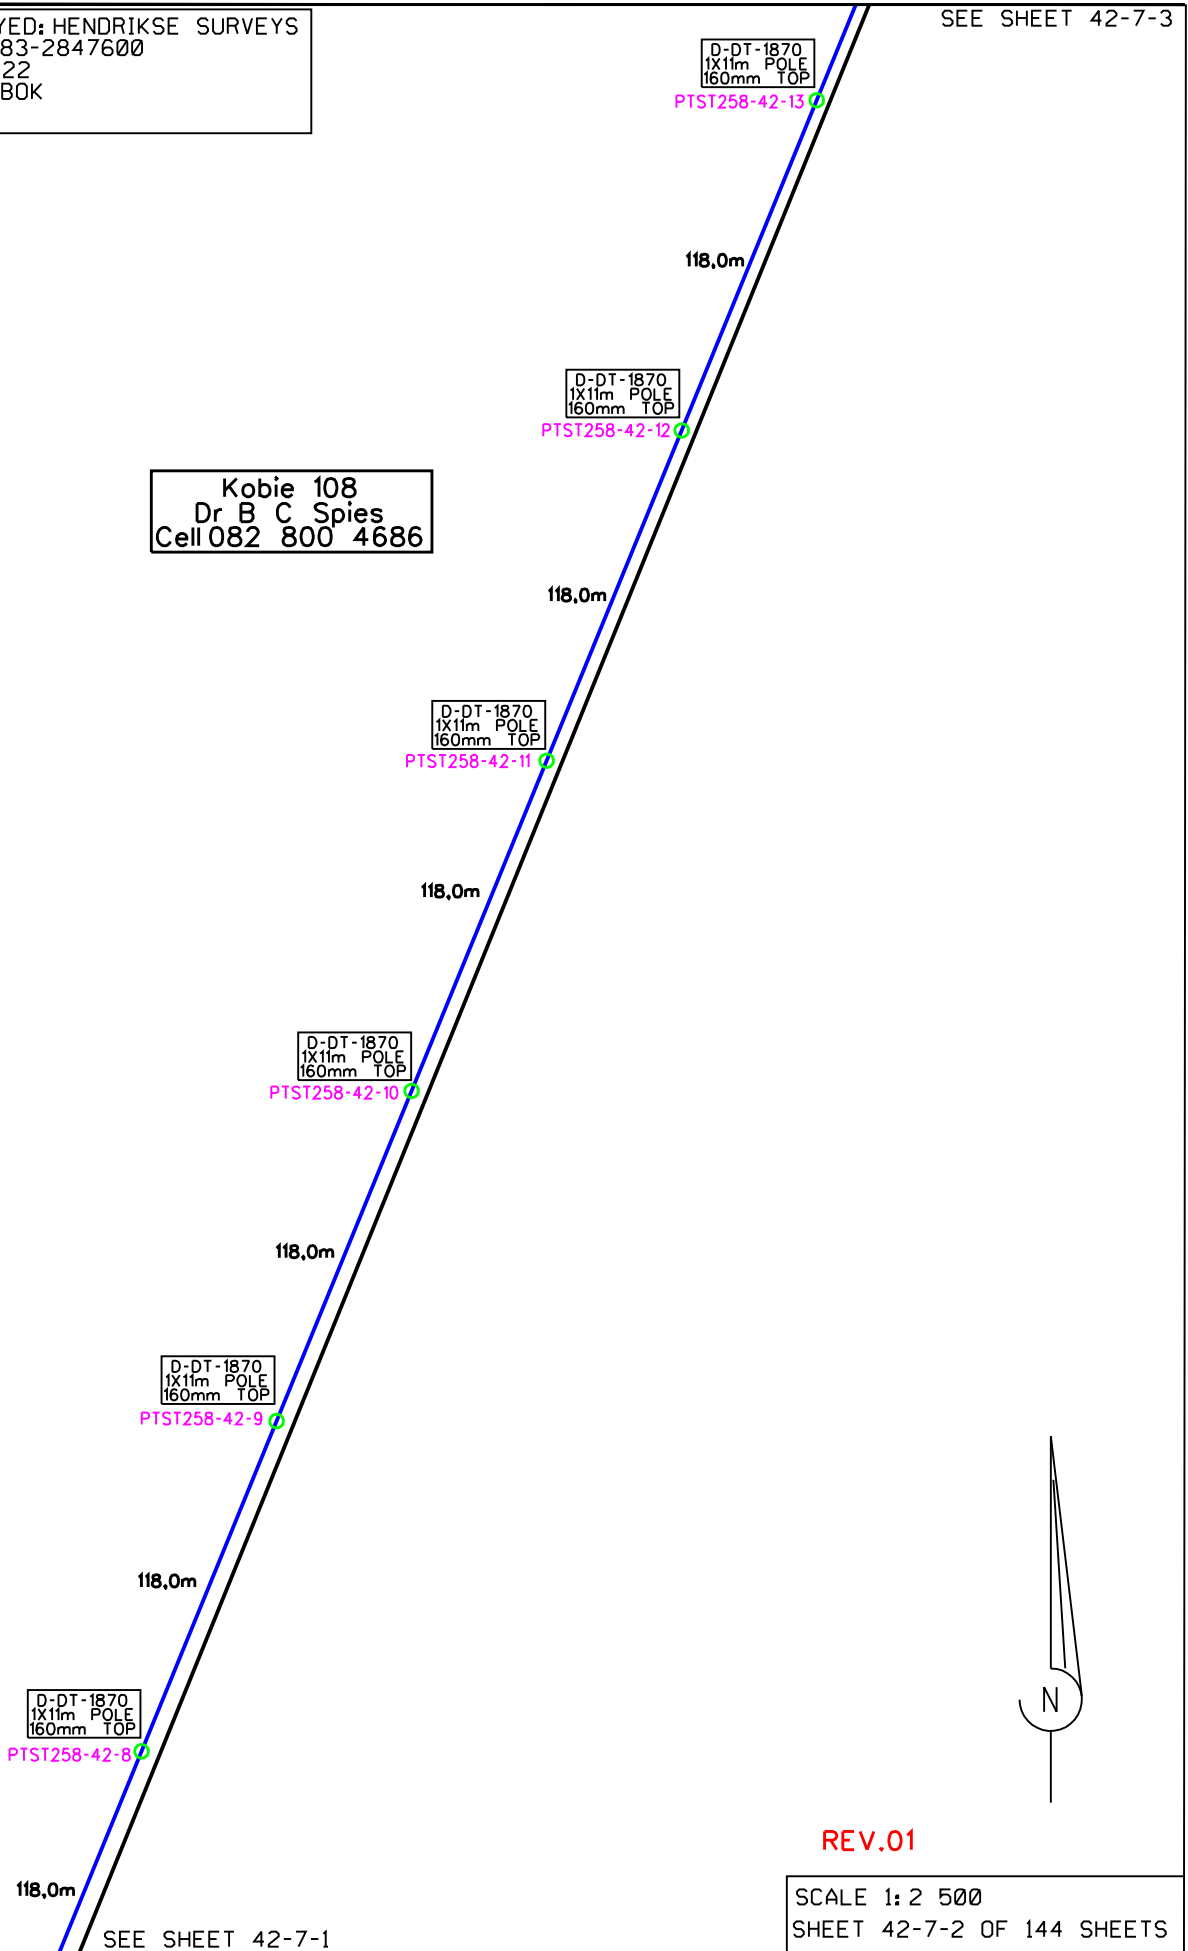 YED: HENDRIKSE SURVEYS
83-2847600
22
BOK
SEE SHEET 42-7-3
D-DT-1870
1X11m POLE
160mm TOP
PTST258-42-13
118,0m
D-DT-1870
1X11m POLE
160mm TOP
PTST258-42-12
Kobie 108
Dr B C Spies
Cell 082 800 4686
118,0m
D-DT-1870
1X11m POLE
160mm TOP
PTST258-42-11
118,0m
D-DT-1870
1X11m POLE
160mm TOP
PTST258-42-10
118,0m
D-DT-1870
1X11m POLE
160mm TOP
PTST258-42-9
118,0m
D-DT-1870
1X11m POLE
160mm TOP
PTST258-42-8
N
REV.01
118,0m
SCALE 1:2 500
SHEET 42-7-2 OF 144 SHEETS
SEE SHEET 42-7-1